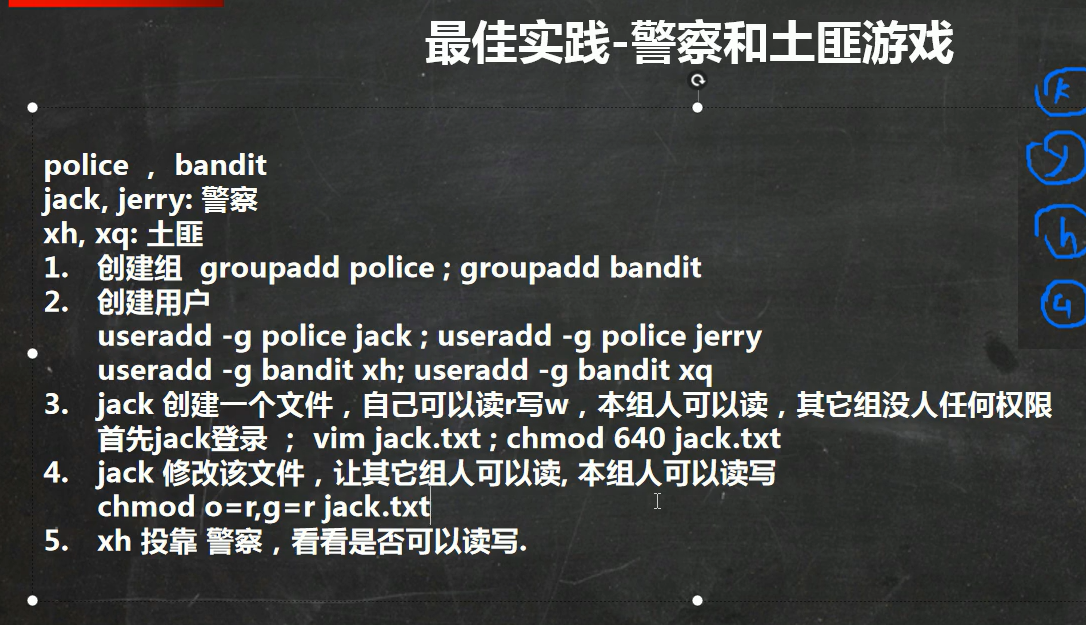 最佳实践-警察和土匪游戏
police ， bandit
jack, jerry: 警察
xh, xq: 土匪
1. 创建组 groupadd police ; groupadd bandit
2. 创建用户
useradd -g police jack ; useradd -g police jerry
useradd -g bandit xh; useradd -g bandit xq
3. jack 创建一个文件，自己可以读r写w，本组人可以读，其它组没人任何权限
首先jack登录 ； vim jack.txt ; chmod 640 jack.txt
4. jack 修改该文件，让其它组人可以读, 本组人可以读写
chmod o=r,g=r jack.txt
5. xh 投靠 警察，看看是否可以读写.
k
y
h
q